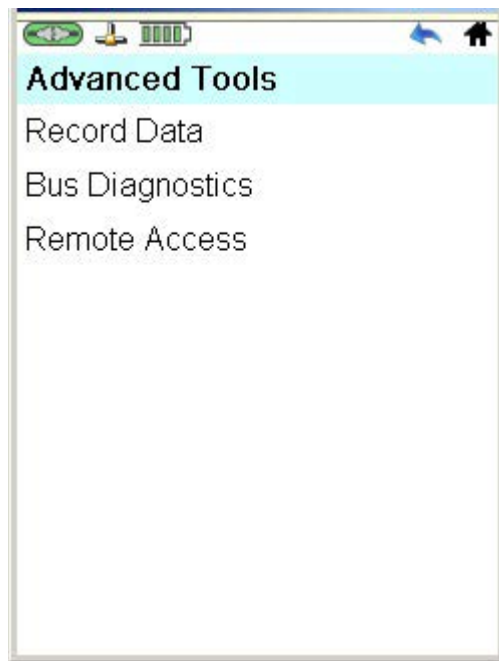 Advanced Tools
Record Data
Bus Diagnostics
Remote Access